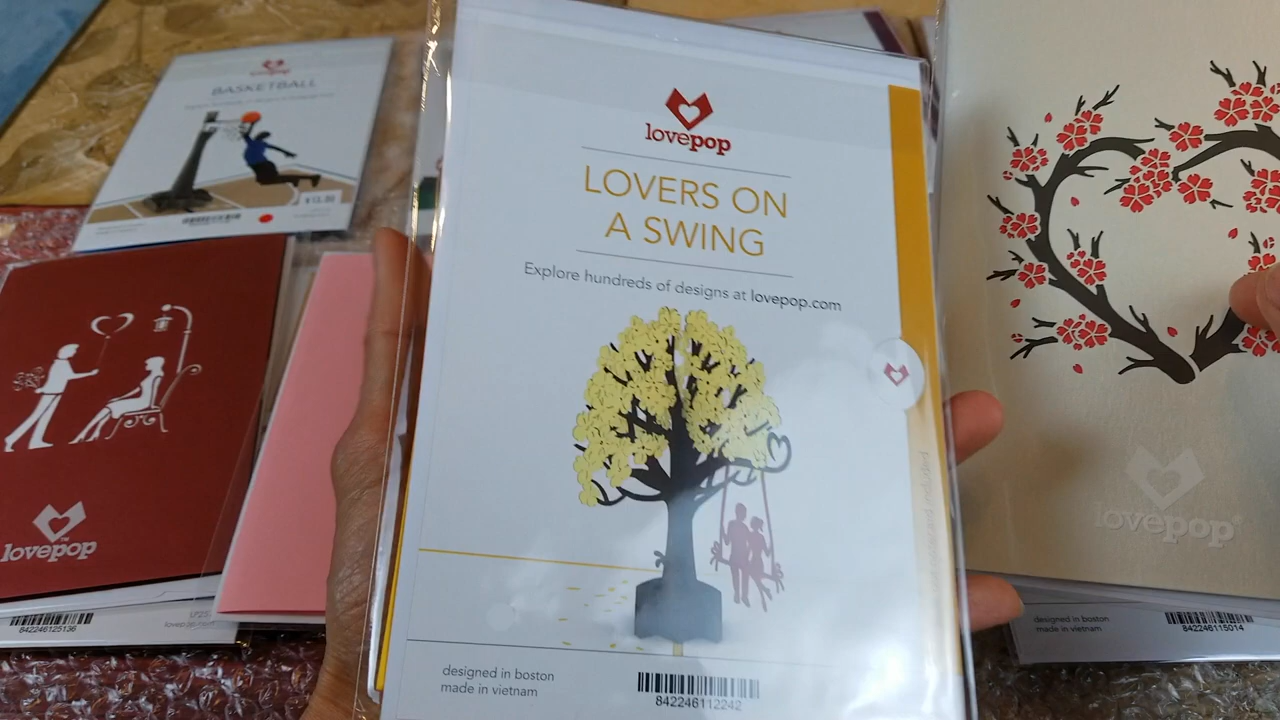 lovepop
BASKETBALL
lovepop
LOVERS ON
A SWING
Explore hundreds of designs at lovepop.com
designed in boston
made in vietnam
842246112242
lovepop
842246125136
lovepop
designed in boston
made in vietnam
842246115014